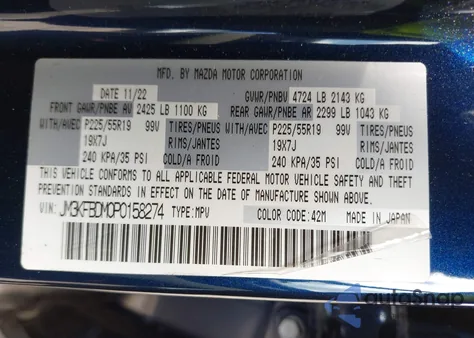 MFD. BY MAZDA MOTOR CORPORATION
DATE 11/22 GVWR/PNBV 4724 LB 2143 KG
FRONT GAWR/PNBE AV 2425 LB 1100 KG REAR GAWR/PNBE AR 2299 LB 1043 KG
WITH/AVEC P225/55R19 99V TIRES/PNEUS WITH/AVEC P225/55R19 99V TIRES/PNEUS
19X7J RIMS/JANTES 19X7J RIMS/JANTES
240 KPA/35 PSI COLD/A FROID 240 KPA/35 PSI COLD/A FROID
THIS VEHICLE CONFORMS TO ALL APPLICABLE FEDERAL MOTOR VEHICLE SAFETY AND THEFT
PREVENTION STANDARDS IN EFFECT ON THE DATE OF MANUFACTURE SHOWN ABOVE.
VIN: JM3KFBDM0P0158274 TYPE:MPV COLOR CODE:42M MADE IN JAPAN
autoSnap